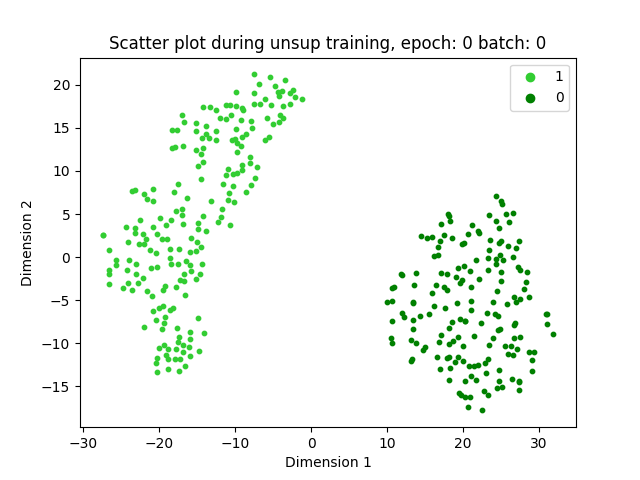 Scatter plot during unsup training, epoch: 0 batch: 0
1
0
20
15
10
5
0
−5
−10
−15
Dimension 2
−30 −20 −10 0 10 20 30
Dimension 1